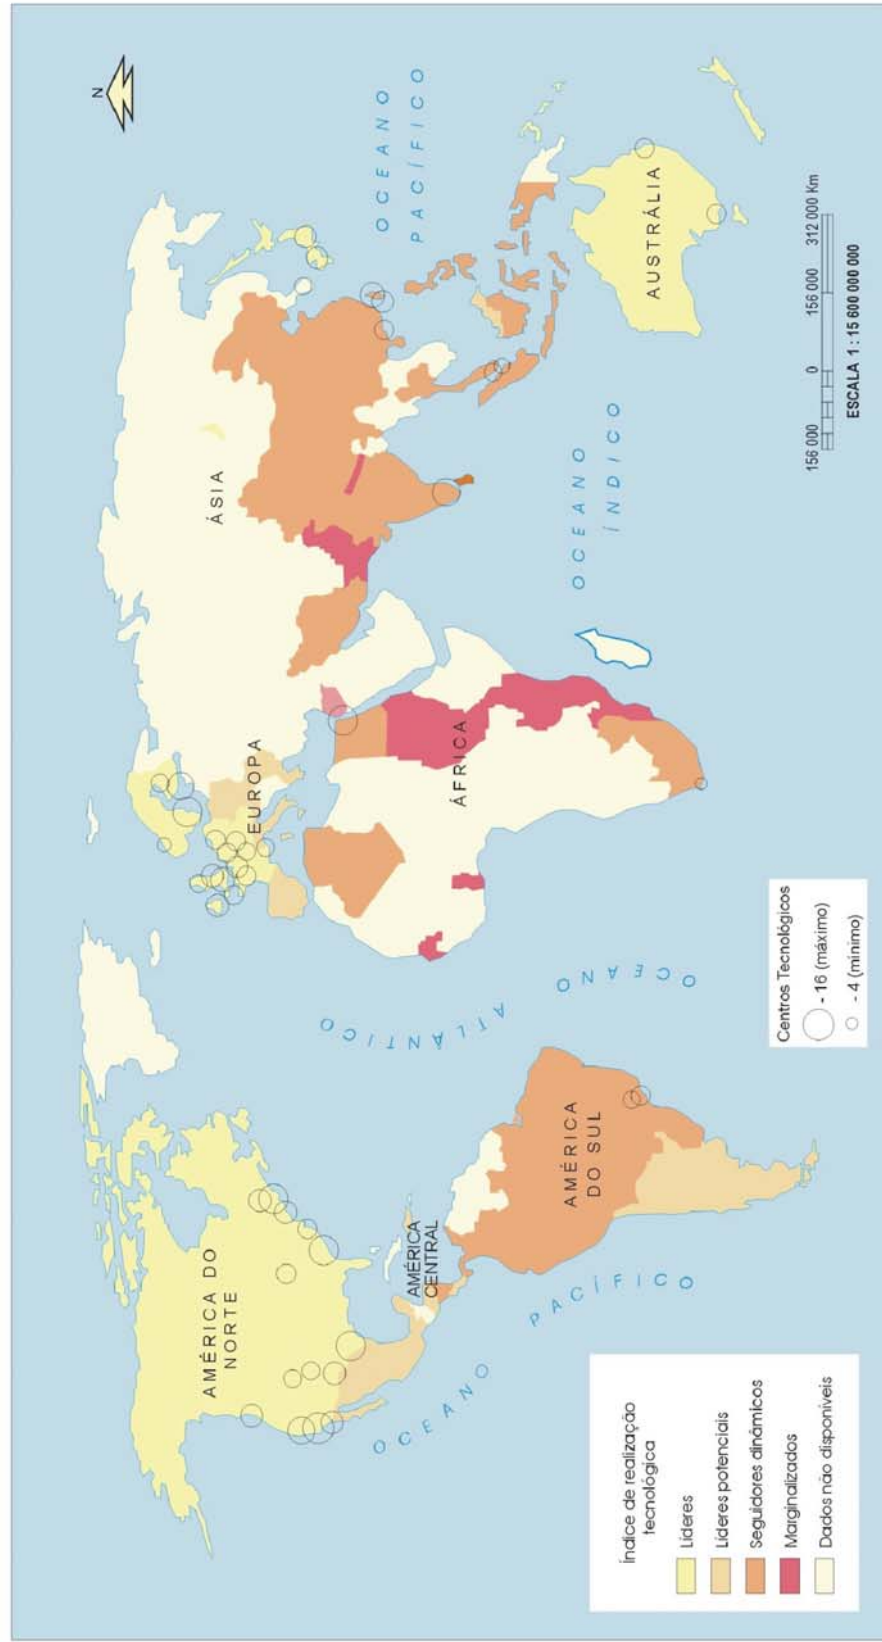 N
OCEANO
PACÍFICO
ÁSIA
EUROPA
AMÉRICA DO
NORTE
AMÉRICA
CENTRAL
OCEANO ATLÂNTICO
ÁFRICA
OCEANO
ÍNDICO
AUSTRÁLIA
AMÉRICA
DO SUL
OCEANO PACÍFICO
156 000 0 156 000 312 000 Km
ESCALA 1 : 15 600 000 000
Índice de realização
tecnológica
Líderes
Líderes potenciais
Seguidores dinâmicos
Marginalizados
Dados não disponíveis
Centros Tecnológicos
- 16 (máximo)
- 4 (mínimo)